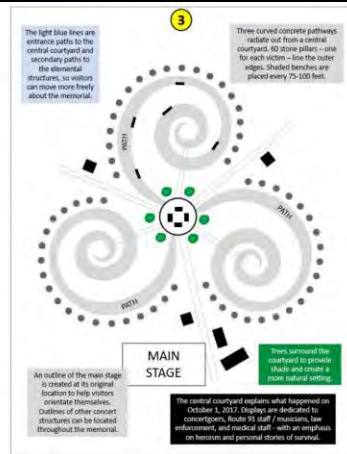 3
The light blue lines are
entrance paths to the
central courtyard and
secondary paths to
the elemental
structures, so visitors
can move more freely
about the memorial.
Three curved concrete pathways
radiate out from a central
courtyard. 60 stone pillars – one
for each victim – line the outer
edges. Shaded benches are
placed every 75-100 feet.
PATH
PATH
PATH
MAIN
STAGE
Trees surround the
courtyard to provide
shade and create a
more natural setting.
An outline of the main stage
is created at its original
location to help visitors
orientate themselves.
Outlines of other concert
structures can be located
throughout the memorial.
The central courtyard explains what happened on
October 1, 2017. Displays are dedicated to
concertgoers, Route 91 staff / musicians, law
enforcement, and medical staff - with an emphasis
on heroism and personal stories of survival.